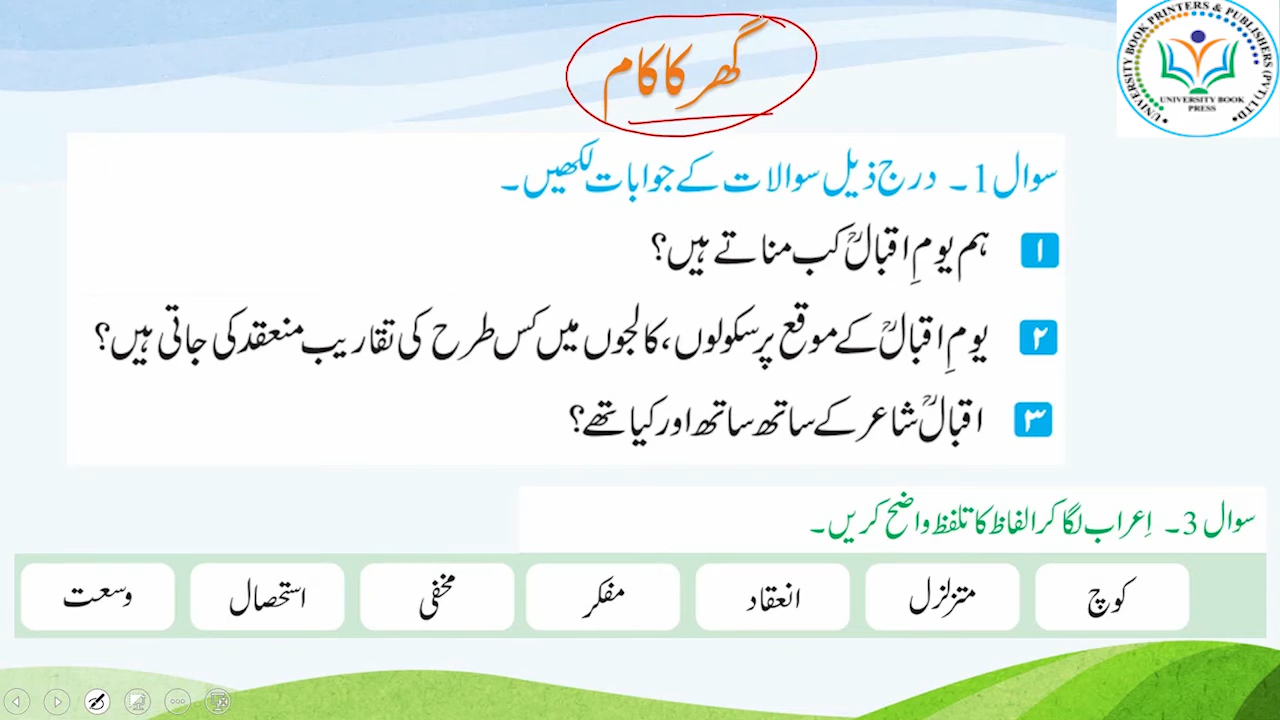 گھر کا کام
UNIVERSITY BOOK PRINTERS & PUBLISHERS (PVT) LTD.
UNIVERSITY BOOK
PRESS
سوال 1۔ درج ذیل سوالات کے جوابات لکھیں۔
۱ ہم یومِ اقبالؒ کب مناتے ہیں؟
۲ یومِ اقبالؒ کے موقع پر سکولوں، کالجوں میں کس طرح کی تقاریب منعقد کی جاتی ہیں؟
۳ اقبالؒ شاعر کے ساتھ ساتھ اور کیا تھے؟
سوال 3۔ اِعراب لگا کر الفاظ کا تلفظ واضح کریں۔
کوچ متزلزل انعقاد مفکر مخفی استحصال وسعت